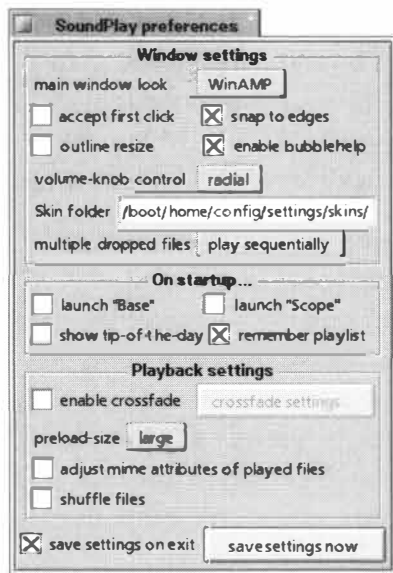 SoundPlay preferences
Window settings
main window look WinAMP
accept first click snap to edges
outline resize enable bubblehelp
volume-knob control radial
Skin folder /boot/home/config/settings/skins/
multiple dropped files play sequentially
On startup...
launch "Base" launch "Scope"
show tip-of-the-day remember playlist
Playback settings
enable crossfade crossfade settings
preload-size large
adjust mime attributes of played files
shuffle files
save settings on exit save settings now